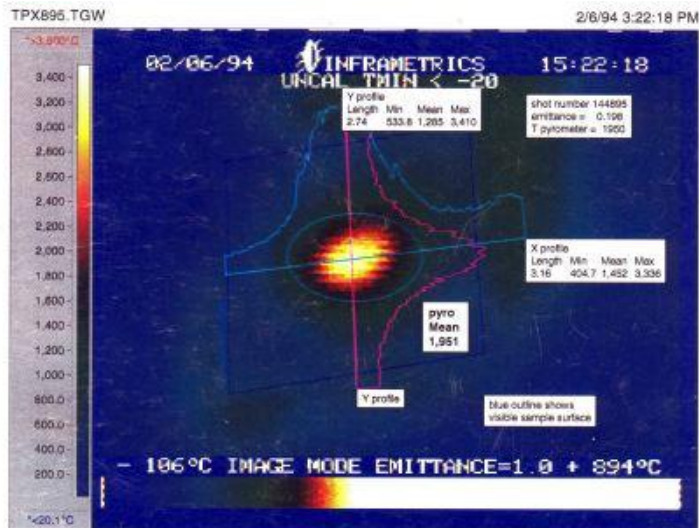 TPX895.TGW
2/6/94 3:22:18 PM
*>3,600°C
3,400
3,200
3,000
2,800
2,600
2,400
2,200
2,000
1,800
1,600
1,400
1,200
1,000
800.0
600.0
400.0
200.0
*<20.1°C
02/06/94 INFRAMETRICS 15:22:18
UNCAL TMIN < -20
Y profile
Length Min Mean Max
2.74 533.8 1,285 3,410
shot number 144895
emittance = 0.198
T pyrometer = 1950
X profile
Length Min Mean Max
3.16 404.7 1,452 3,336
pyro
Mean
1,951
Y profile
blue outline shows
visible sample surface
- 106°C IMAGE MODE EMITTANCE=1.0 + 894°C